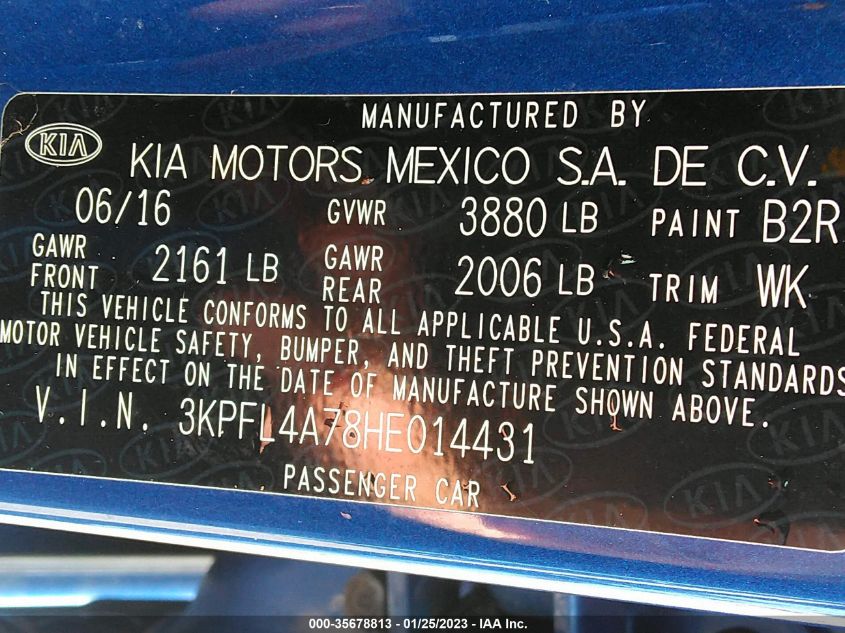 MANUFACTURED BY
KIA KIA MOTORS MEXICO S.A. DE C.V.
06/16 GVWR 3880 LB PAINT B2R
GAWR FRONT 2161 LB GAWR REAR 2006 LB TRIM WK
THIS VEHICLE CONFORMS TO ALL APPLICABLE U.S.A. FEDERAL
MOTOR VEHICLE SAFETY, BUMPER, AND THEFT PREVENTION STANDARDS
IN EFFECT ON THE DATE OF MANUFACTURE SHOWN ABOVE.
V.I.N. 3KPFL4A78HE014431
PASSENGER CAR
000-35678813 - 01/25/2023 - IAA Inc.